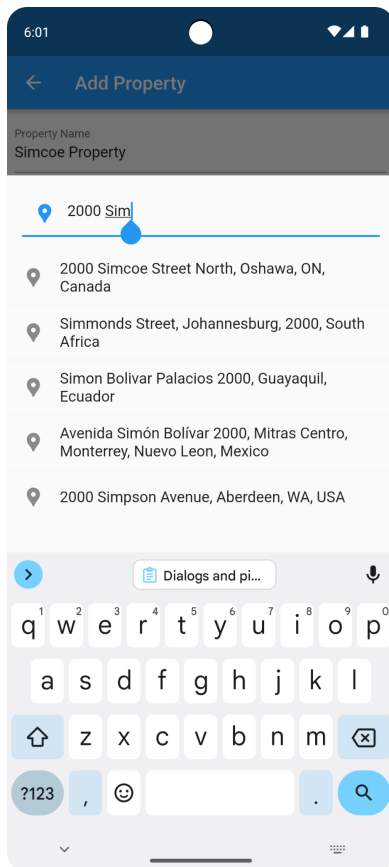 6:01
Add Property
Property Name
Simcoe Property
2000 Sim
2000 Simcoe Street North, Oshawa, ON,
Canada
Simmonds Street, Johannesburg, 2000, South
Africa
Simon Bolivar Palacios 2000, Guayaquil,
Ecuador
Avenida Simón Bolívar 2000, Mitras Centro,
Monterrey, Nuevo Leon, Mexico
2000 Simpson Avenue, Aberdeen, WA, USA
Dialogs and pi...
1 2 3 4 5 6 7 8 9 0
q w e r t y u i o p
a s d f g h j k l
z x c v b n m
?123 , .